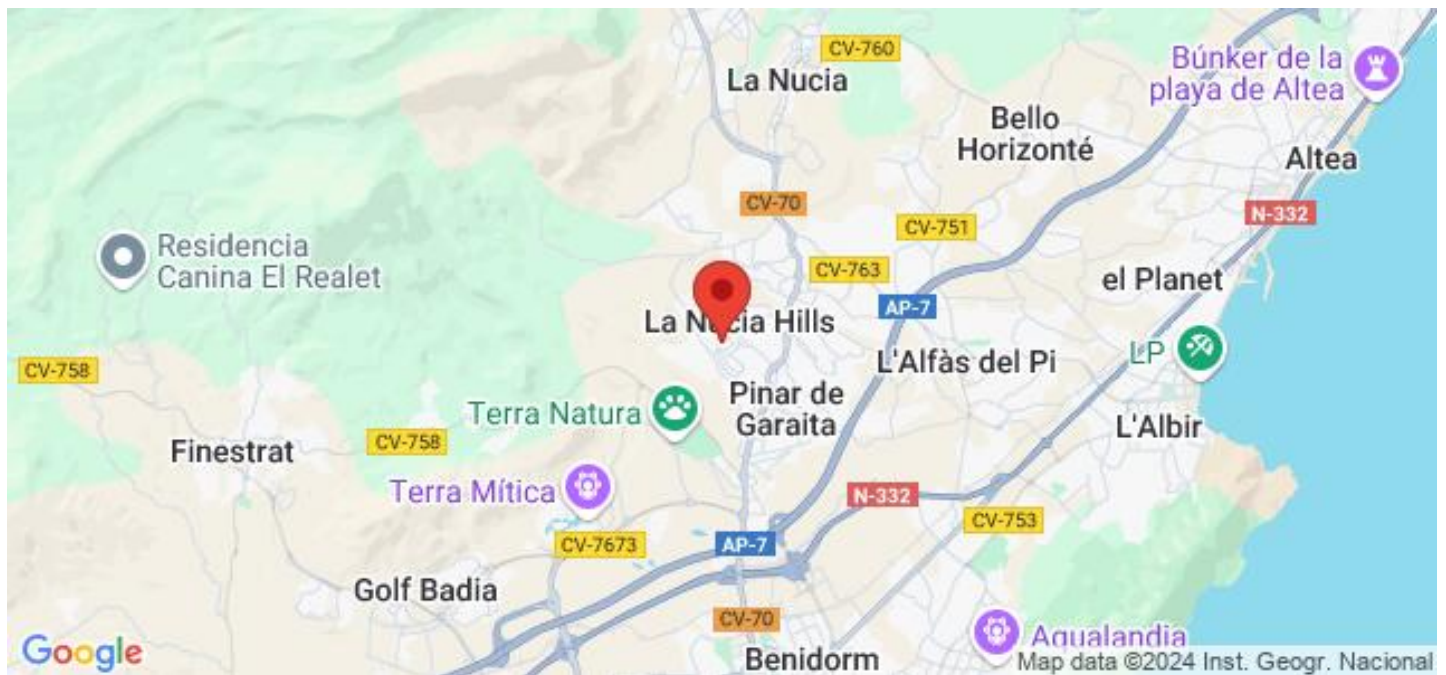 CV-760
La Nucia
Búnker de la
playa de Altea
Bello
Horizonté
Altea
CV-70
N-332
CV-751
Residencia
Canina El Realet
CV-763
el Planet
AP-7
La Nucia Hills
LP
L'Alfàs del Pi
CV-758
Pinar de
Garaita
Terra Natura
L'Albir
CV-758
Finestrat
Terra Mítica
N-332
CV-753
CV-7673
AP-7
Golf Badia
CV-70
Aqualandia
Benidorm
Google
Map data ©2024 Inst. Geogr. Nacional